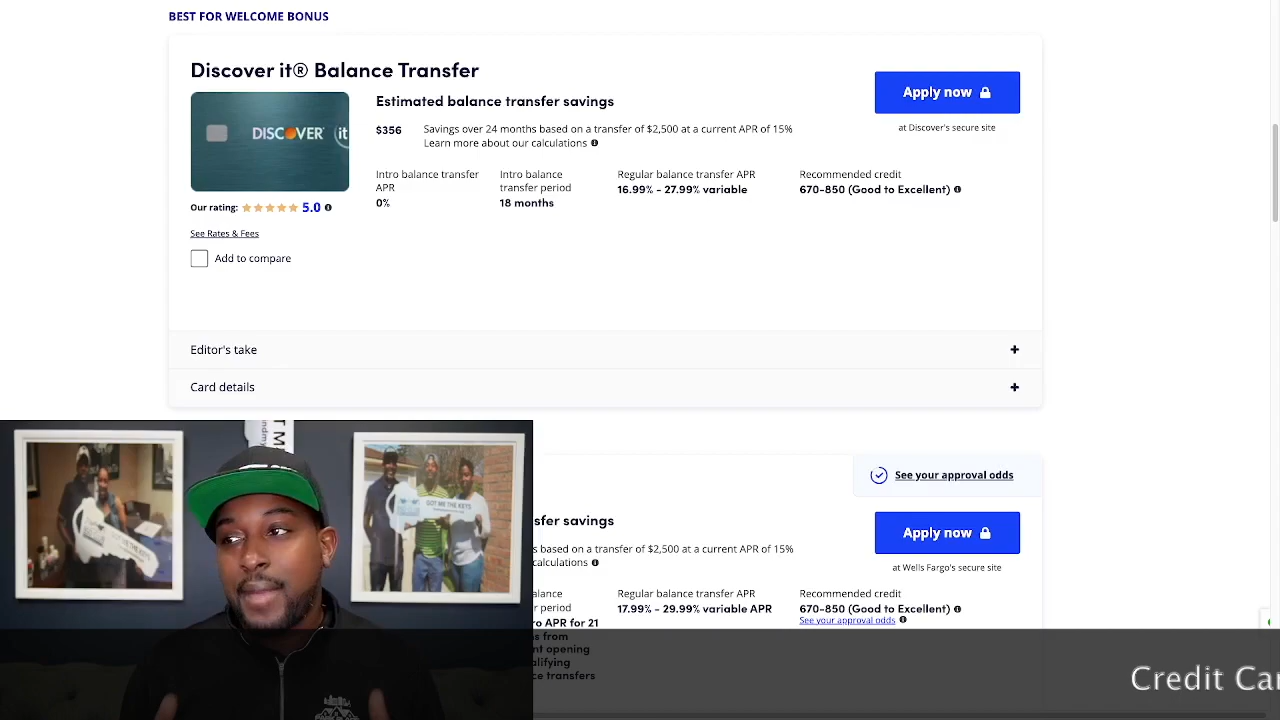 BEST FOR WELCOME BONUS
Discover it® Balance Transfer
DISCOVER it
Our rating: 5.0
See Rates & Fees
Add to compare
Estimated balance transfer savings
$356
Savings over 24 months based on a transfer of $2,500 at a current APR of 15%
Learn more about our calculations
Intro balance transfer
APR
0%
Intro balance
transfer period
18 months
Regular balance transfer APR
16.99% - 27.99% variable
Recommended credit
670-850 (Good to Excellent)
Apply now
at Discover's secure site
Editor's take
Card details
See your approval odds
sfer savings
s based on a transfer of $2,500 at a current APR of 15%
calculations
alance
r period
ro APR for 21
s from
nt opening
alifying
ce transfers
Regular balance transfer APR
17.99% - 29.99% variable APR
Recommended credit
670-850 (Good to Excellent)
See your approval odds
Apply now
at Wells Fargo's secure site
GOT ME THE KEYS
Credit Car